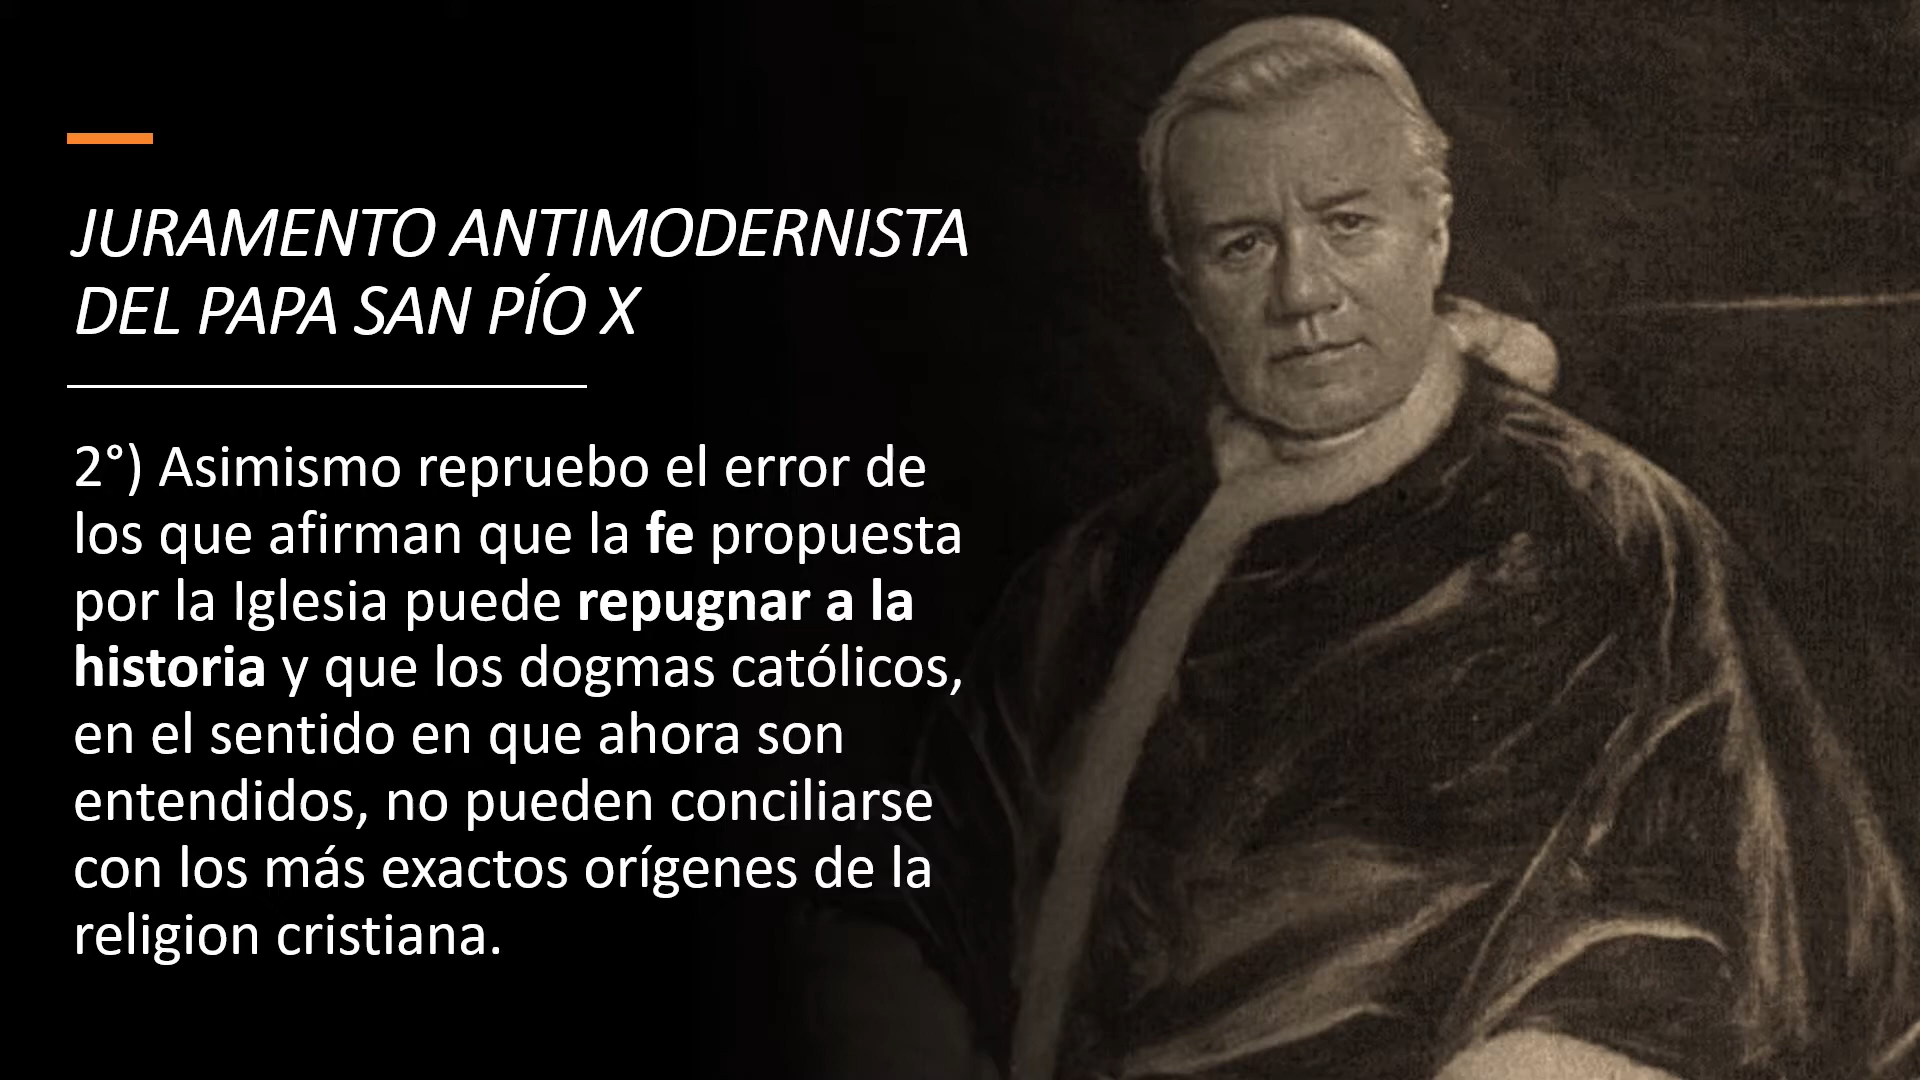 JURAMENTO ANTIMODERNISTA
DEL PAPA SAN PÍO X
2°) Asimismo repruebo el error de
los que afirman que la fe propuesta
por la Iglesia puede repugnar a la
historia y que los dogmas católicos,
en el sentido en que ahora son
entendidos, no pueden conciliarse
con los más exactos orígenes de la
religion cristiana.